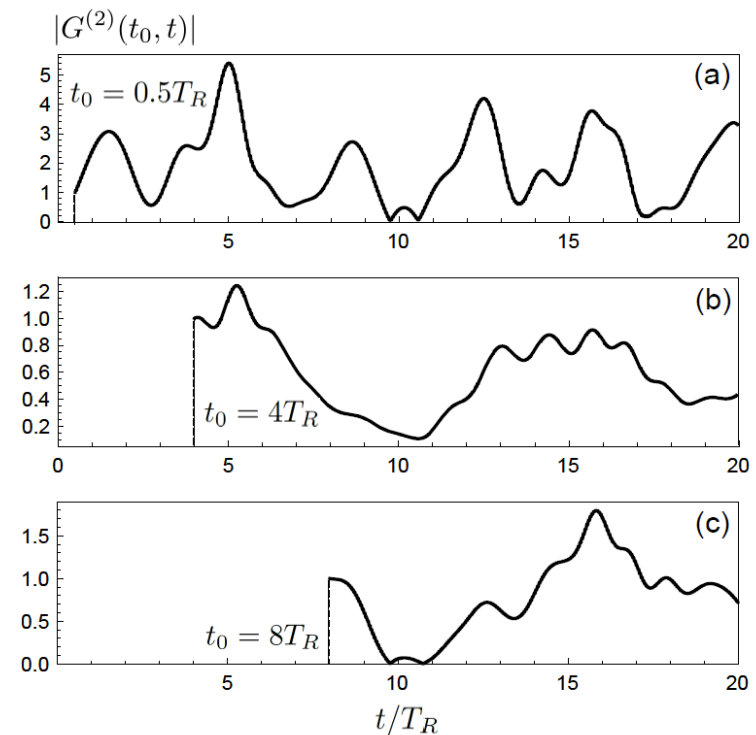 |G^{(2)}(t_0, t)|
(a)
t_0 = 0.5T_R
5
4
3
2
1
0
5 10 15 20
(b)
1.2
1.0
0.8
0.6
0.4
0.2
t_0 = 4T_R
0 5 10 15 20
(c)
1.5
1.0
0.5
0.0
t_0 = 8T_R
5 10 15 20
t/T_R